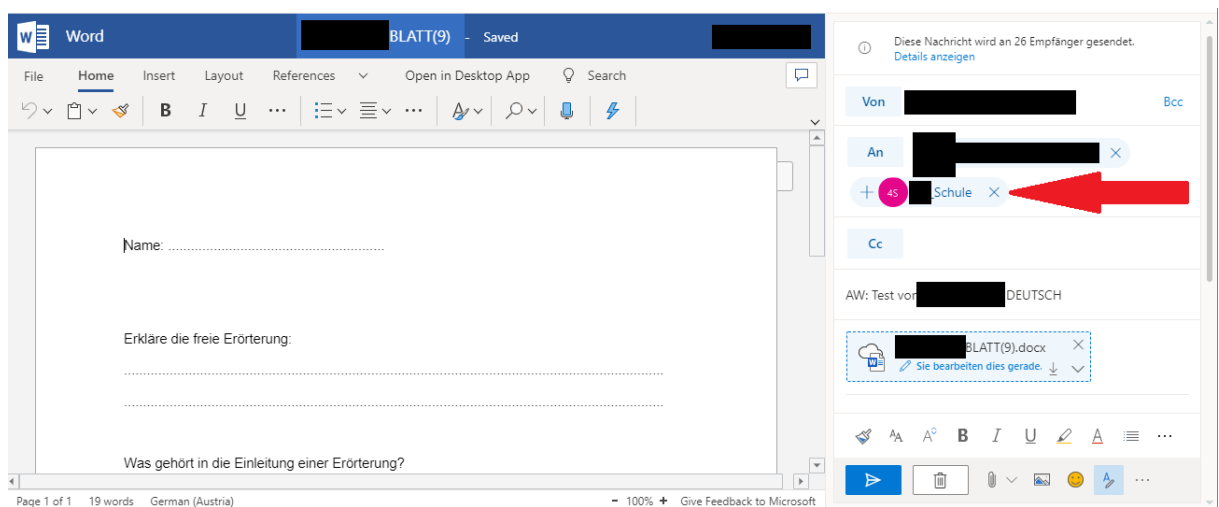 Word
BLATT(9) - Saved
File Home Insert Layout References Open in Desktop App Search
B I U
Name: ..........................................................
Erkläre die freie Erörterung:
Was gehört in die Einleitung einer Erörterung?
Page 1 of 1 19 words German (Austria) - 100% + Give Feedback to Microsoft
Diese Nachricht wird an 26 Empfänger gesendet.
Details anzeigen
Von Bcc
An
4S _Schule
Cc
AW: Test von DEUTSCH
BLATT(9).docx
Sie bearbeiten dies gerade.
B I U A